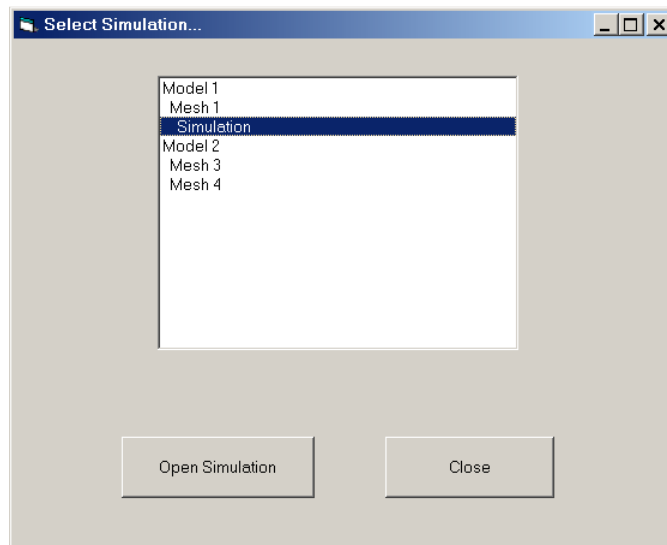 Select Simulation...
Model 1
Mesh 1
Simulation
Model 2
Mesh 3
Mesh 4
Open Simulation
Close